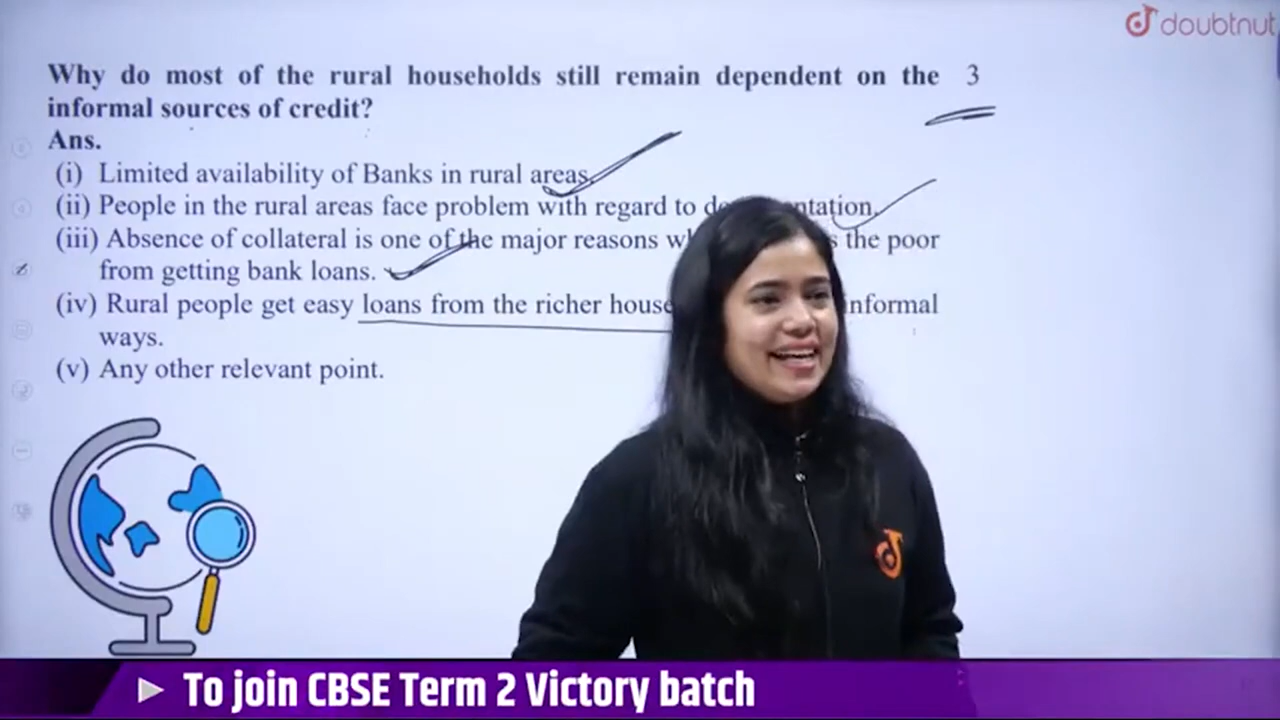 doubtnut
Why do most of the rural households still remain dependent on the 3
informal sources of credit?
Ans.
(i) Limited availability of Banks in rural areas.
(ii) People in the rural areas face problem with regard to
(iii) Absence of collateral is one of the major reasons the poor
from getting bank loans.
(iv) Rural people get easy loans from the richer informal
ways.
(v) Any other relevant point.
To join CBSE Term 2 Victory batch